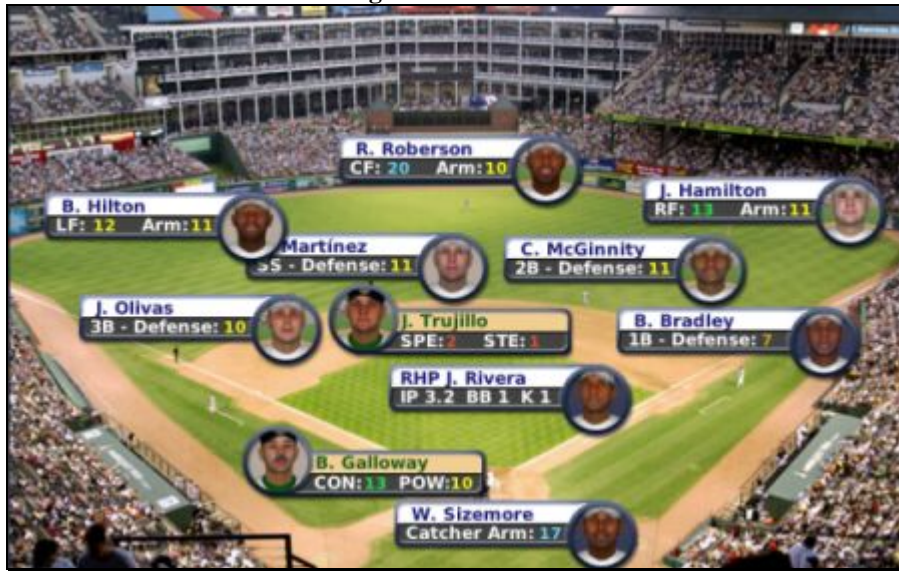 R. Roberson
CF: 20 Arm: 10
J. Hamilton
RF: 13 Arm: 11
B. Hilton
LF: 12 Arm: 11
Martínez
SS - Defense: 11
C. McGinnity
2B - Defense: 11
J. Olivas
3B - Defense: 10
J. Trujillo
SPE: 2 STE: 1
B. Bradley
1B - Defense: 7
RHP J. Rivera
IP 3.2 BB 1 K 1
B. Galloway
CON: 13 POW: 10
W. Sizemore
Catcher Arm: 17